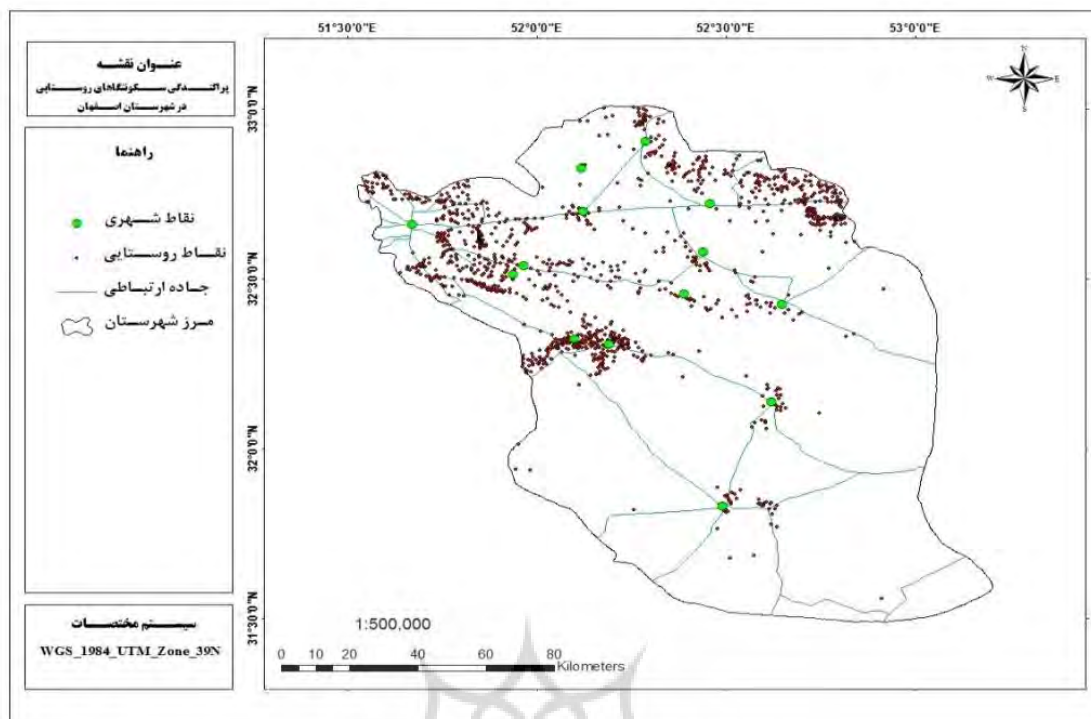 عنوان نقشه
پراکندگی سکونتگاهای روستایی
در شهرستان اصفهان
راهنما
نقاط شهری
نقاط روستایی
جاده ارتباطی
مرز شهرستان
سیستم مختصات
WGS_1984_UTM_Zone_39N
51°30'0"E 52°0'0"E 52°30'0"E 53°0'0"E
33°0'0"N
32°30'0"N
32°0'0"N
31°30'0"N
N
W E
S
1:500,000
0 5 10 20 40 60 80
Kilometers